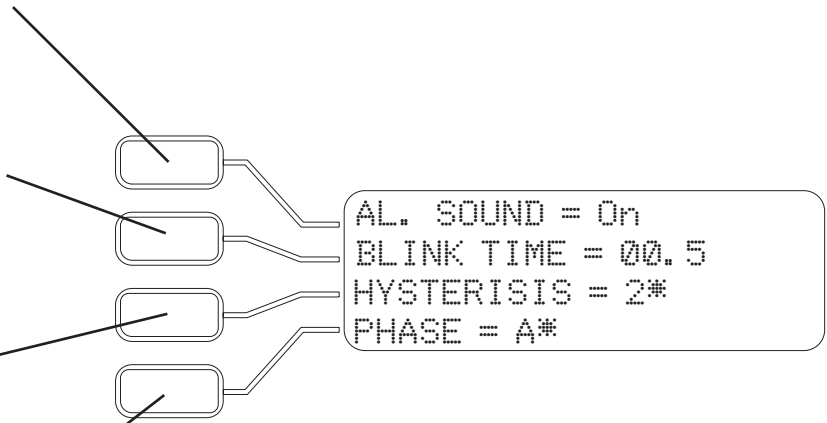 AL. SOUND = On
BLINK TIME = 00.5
HYSTERISIS = 2*
PHASE = A*